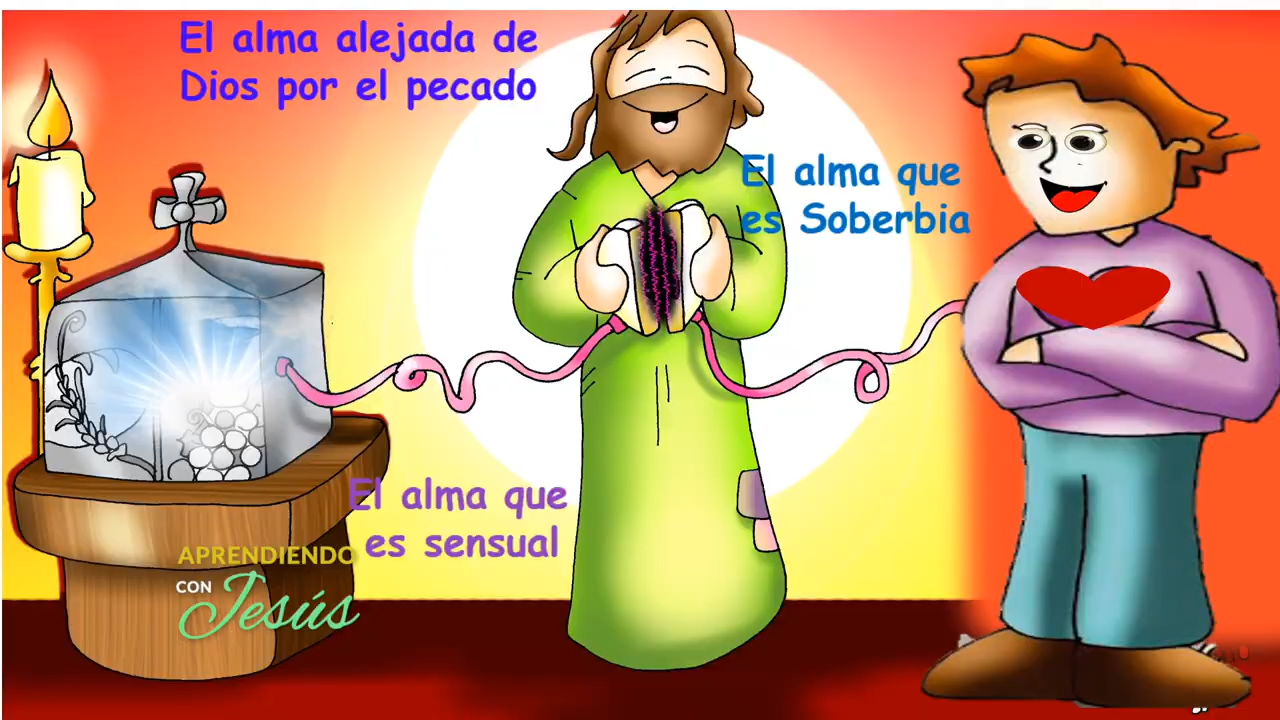 El alma alejada de
Dios por el pecado
El alma que
es Soberbia
El alma que
es sensual
APRENDIENDO
CON
Jesús